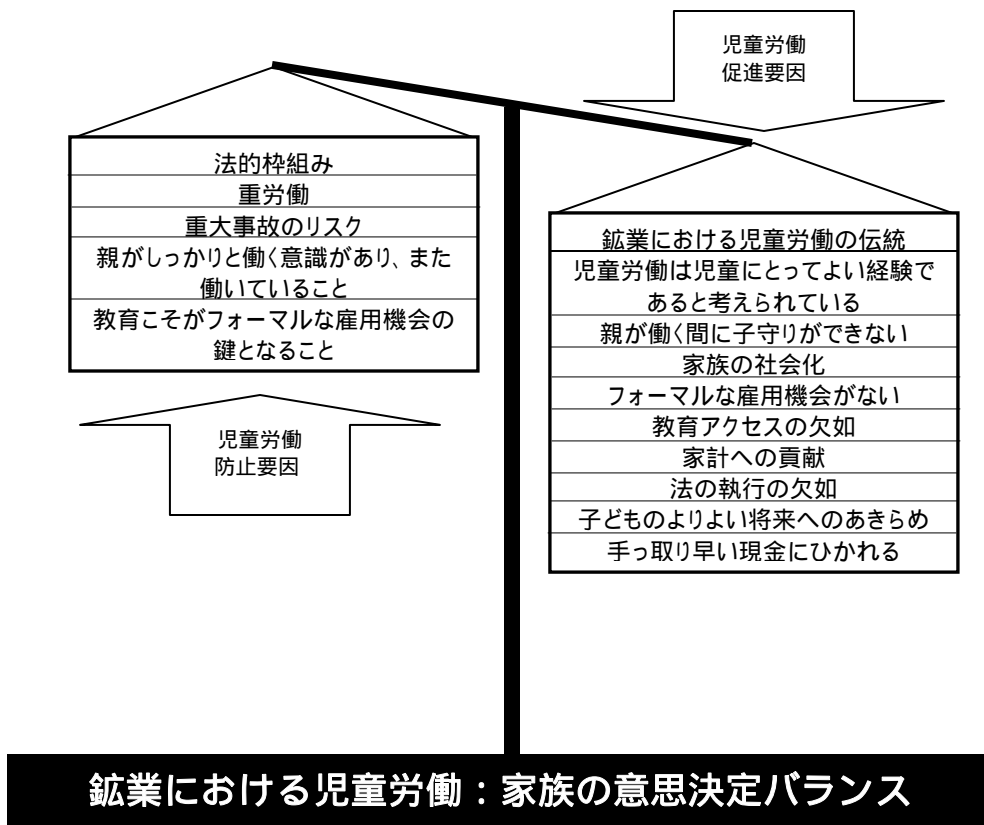 児童労働
促進要因
法的枠組み
重労働
重大事故のリスク
親がしっかりと働く意識があり、また
働いていること
教育こそがフォーマルな雇用機会の
鍵となること
児童労働
防止要因
鉱業における児童労働の伝統
児童労働は児童にとってよい経験で
あると考えられている
親が働く間に子守りができない
家族の社会化
フォーマルな雇用機会がない
教育アクセスの欠如
家計への貢献
法の執行の欠如
子どものよりよい将来へのあきらめ
手っ取り早い現金にひかれる
鉱業における児童労働：家族の意思決定バランス